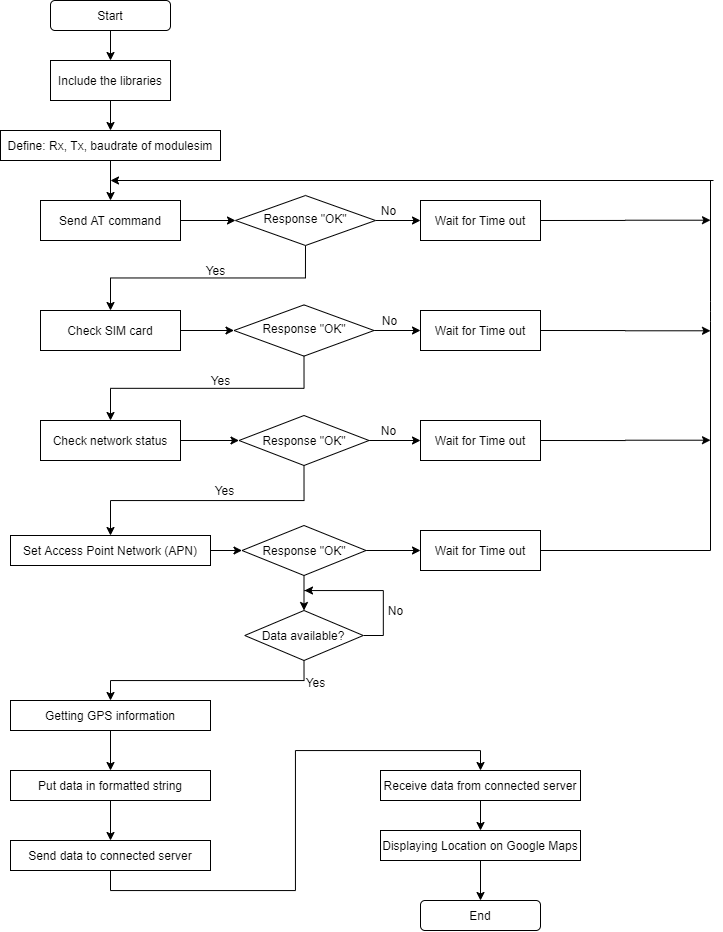 Start
Include the libraries
Define: Rx, Tx, baudrate of modulesim
Send AT command
Response "OK"
No
Wait for Time out
Yes
Check SIM card
Response "OK"
No
Wait for Time out
Yes
Check network status
Response "OK"
No
Wait for Time out
Yes
Set Access Point Network (APN)
Response "OK"
Wait for Time out
Data available?
No
Yes
Getting GPS information
Put data in formatted string
Send data to connected server
Receive data from connected server
Displaying Location on Google Maps
End